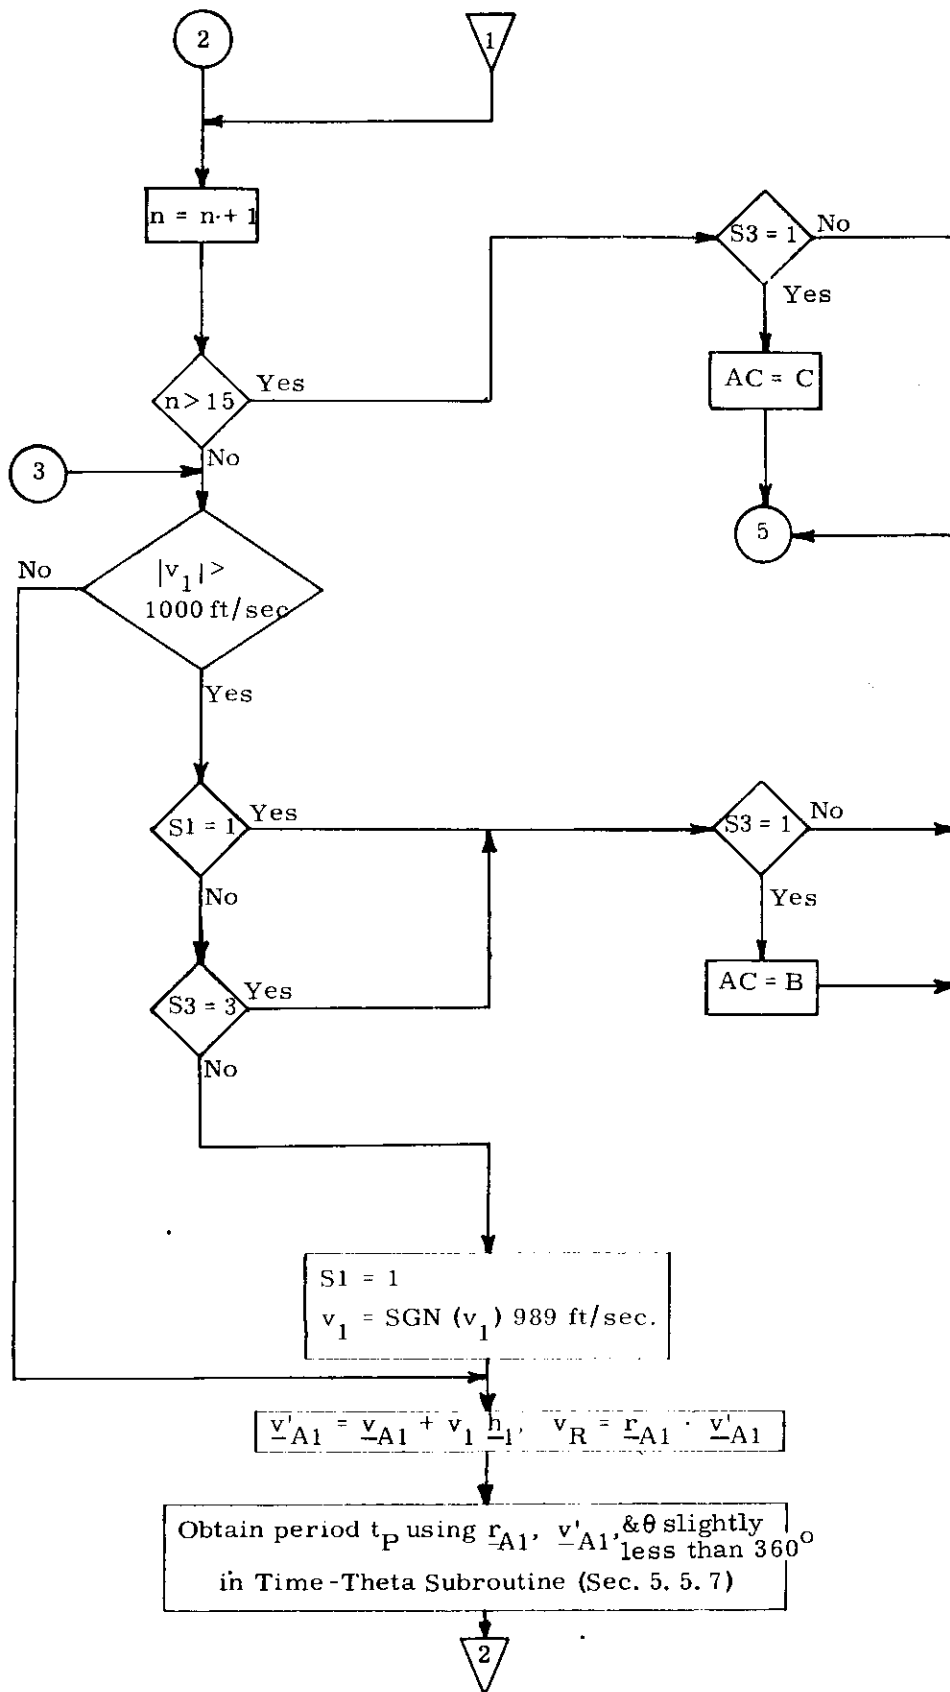 2
1
n = n + 1
S3 = 1
No
Yes
AC = C
n > 15
Yes
No
3
5
No
|v1| >
1000 ft/sec
Yes
S1 = 1
Yes
No
S3 = 1
No
Yes
AC = B
S3 = 3
Yes
No
S1 = 1
v1 = SGN (v1) 989 ft/sec.
v'A1 = vA1 + v1 h1, vR = rA1 · v'A1
Obtain period tP using rA1, v'A1, &θ slightly
less than 360°
in Time-Theta Subroutine (Sec. 5.5.7)
2